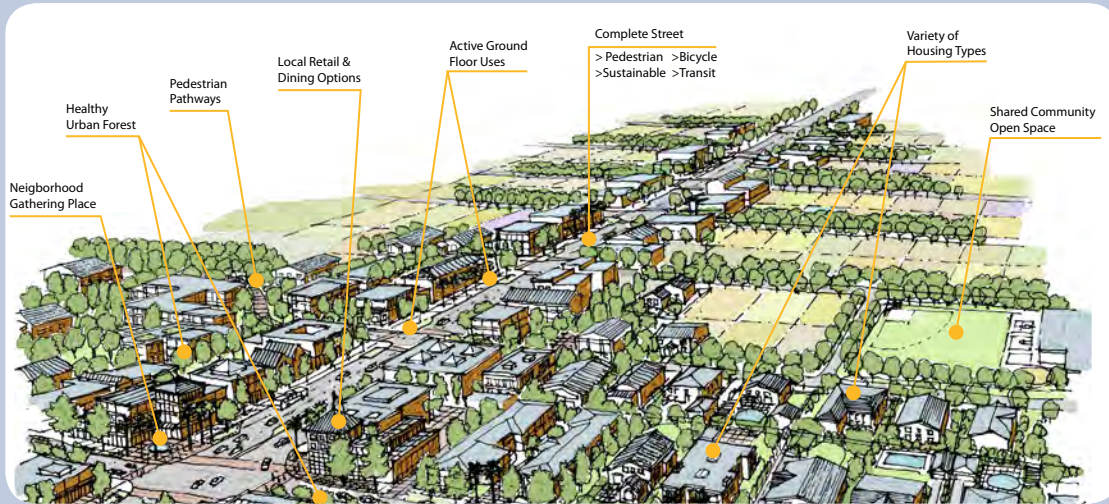 Neigborhood
Gathering Place
Healthy
Urban Forest
Pedestrian
Pathways
Local Retail &
Dining Options
Active Ground
Floor Uses
Complete Street
> Pedestrian >Bicycle
>Sustainable >Transit
Variety of
Housing Types
Shared Community
Open Space